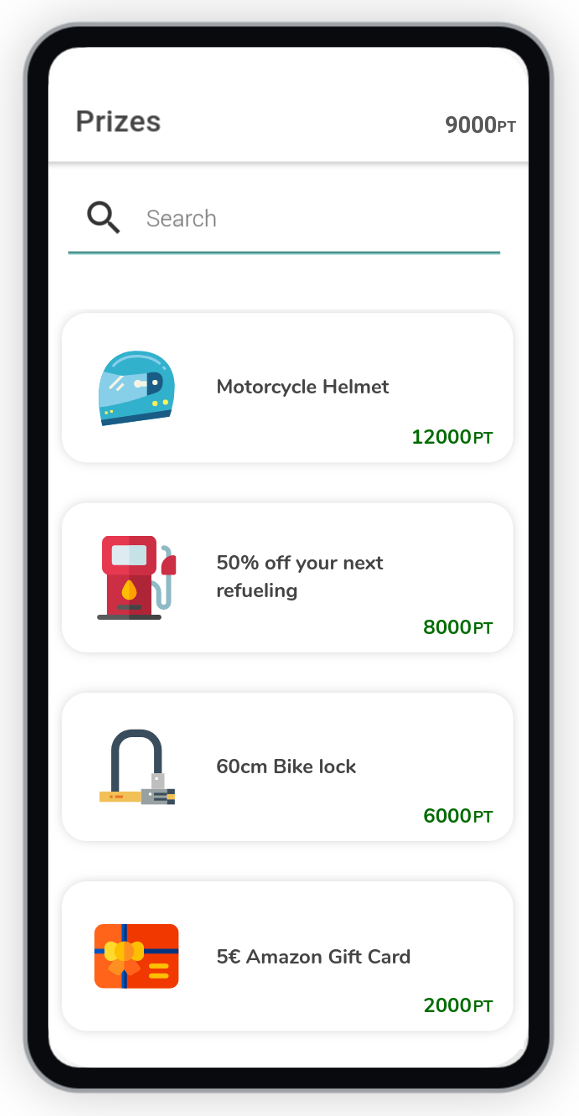 Prizes
9000PT
Search
Motorcycle Helmet
12000PT
50% off your next
refueling
8000PT
60cm Bike lock
6000PT
5€ Amazon Gift Card
2000PT